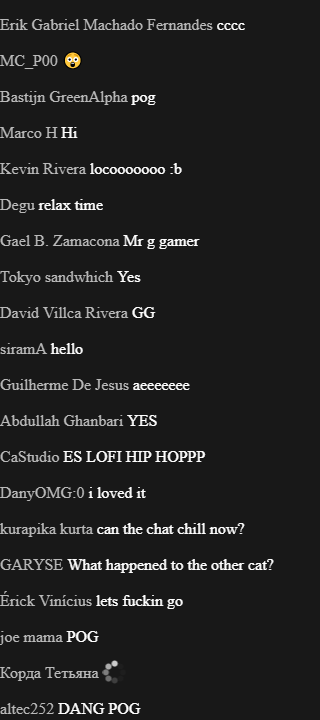 Erik Gabriel Machado Fernandes cccc
MC_P00 😳
Bastijn GreenAlpha pog
Marco H Hi
Kevin Rivera locooooooo :b
Degu relax time
Gael B. Zamacona Mr g gamer
Tokyo sandwhich Yes
David Villca Rivera GG
siramA hello
Guilherme De Jesus aeeeeeee
Abdullah Ghanbari YES
CaStudio ES LOFI HIP HOPPP
DanyOMG:0 i loved it
kurapika kurta can the chat chill now?
GARYSE What happened to the other cat?
Érick Vinícius lets fuckin go
joe mama POG
Корда Тетьяна
altec252 DANG POG